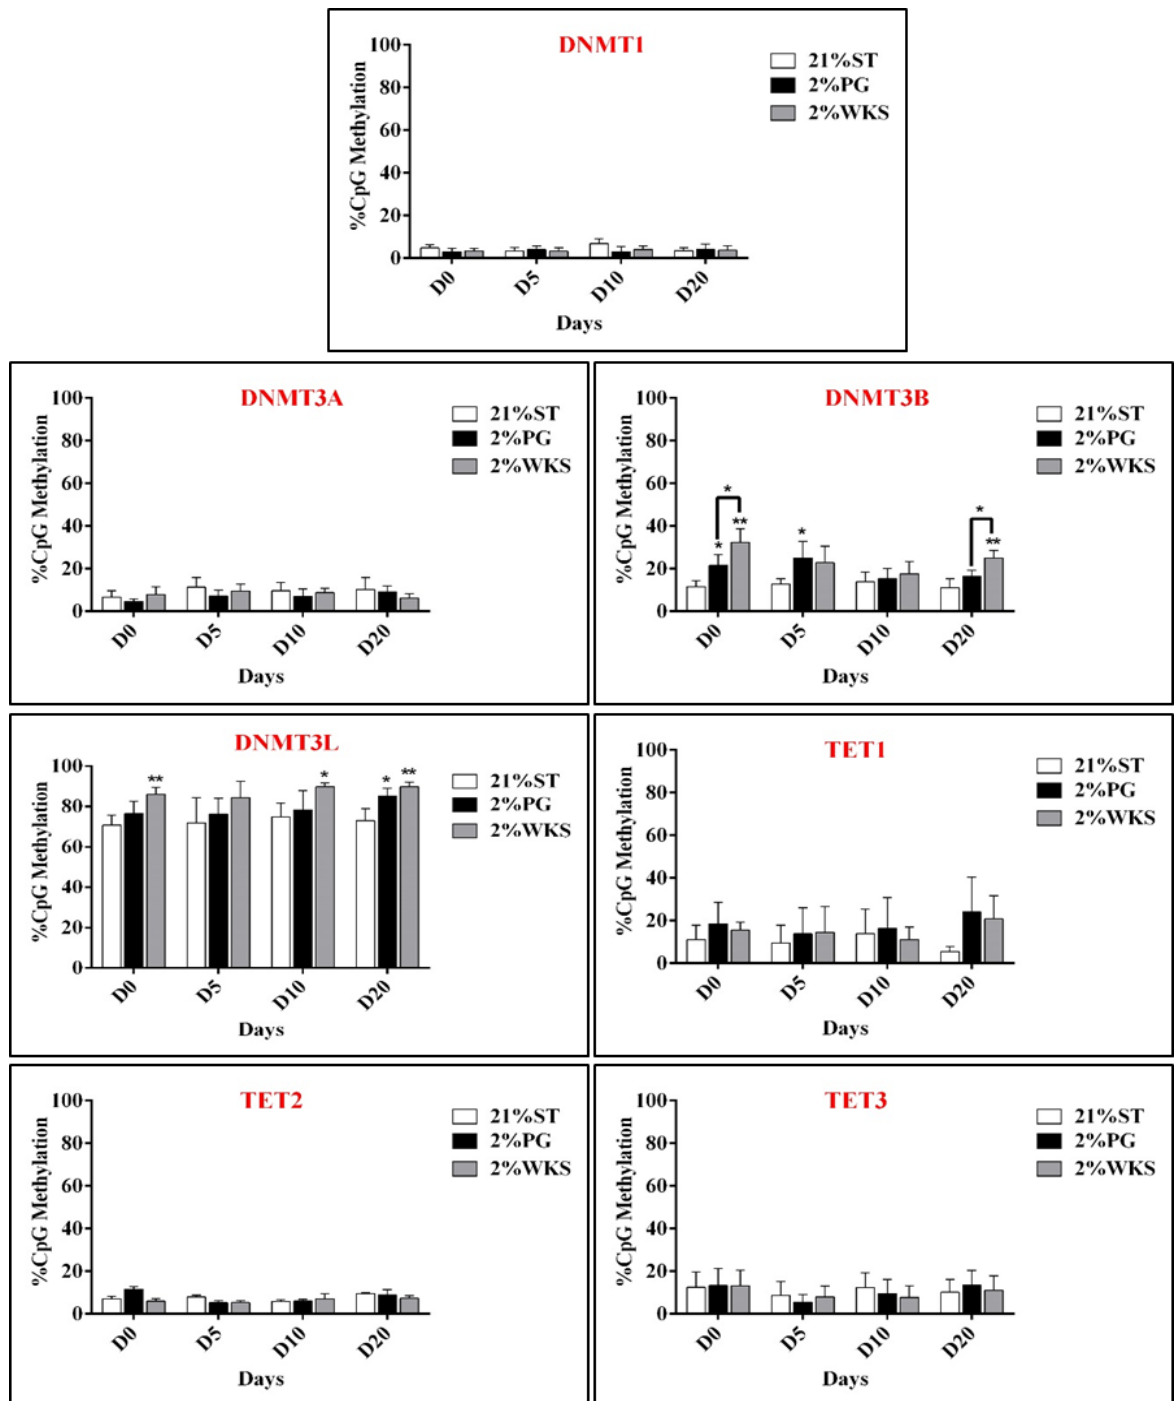 DNMT1
%CpG Methylation
100
80
60
40
20
0
D0 D5 D10 D20
Days
21%ST
2%PG
2%WKS
DNMT3A
%CpG Methylation
100
80
60
40
20
0
D0 D5 D10 D20
Days
21%ST
2%PG
2%WKS
DNMT3B
%CpG Methylation
100
80
60
40
20
0
* ** * * * **
D0 D5 D10 D20
Days
21%ST
2%PG
2%WKS
DNMT3L
%CpG Methylation
100
80
60
40
20
0
** * * **
D0 D5 D10 D20
Days
21%ST
2%PG
2%WKS
TET1
%CpG Methylation
100
80
60
40
20
0
D0 D5 D10 D20
Days
21%ST
2%PG
2%WKS
TET2
%CpG Methylation
100
80
60
40
20
0
D0 D5 D10 D20
Days
21%ST
2%PG
2%WKS
TET3
%CpG Methylation
100
80
60
40
20
0
D0 D5 D10 D20
Days
21%ST
2%PG
2%WKS